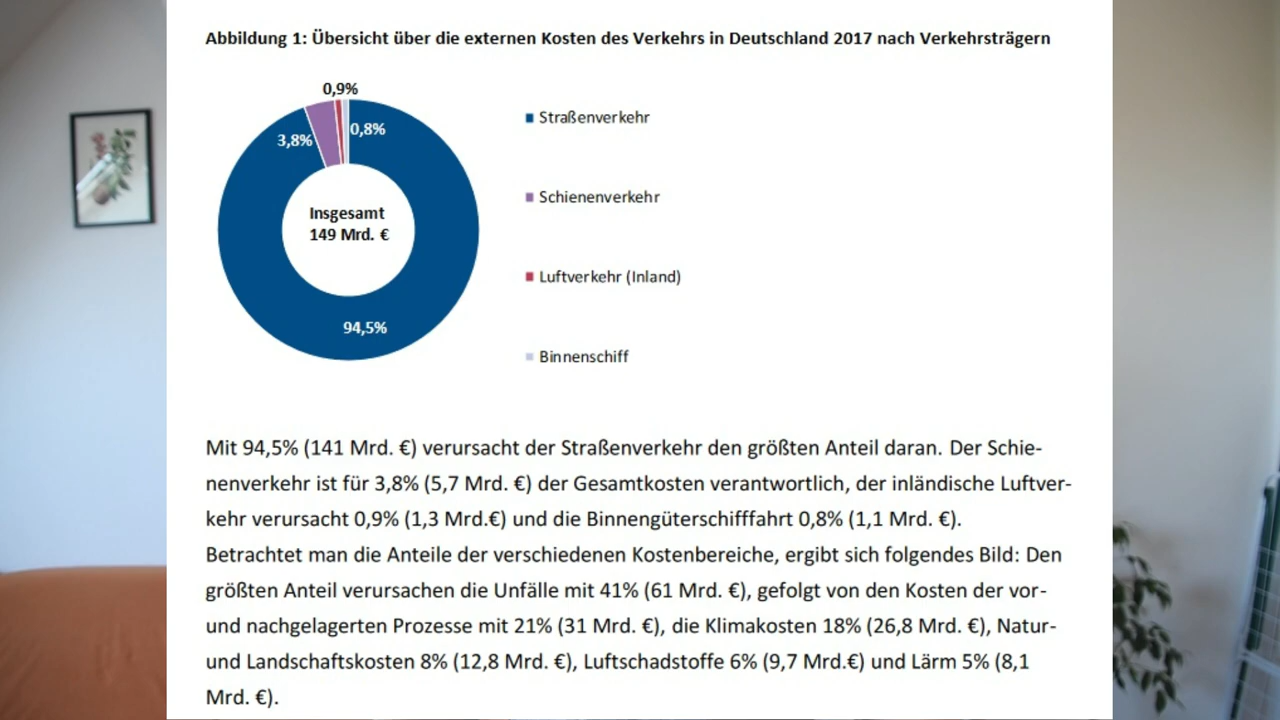 Abbildung 1: Übersicht über die externen Kosten des Verkehrs in Deutschland 2017 nach Verkehrsträgern
0,9%
3,8%
0,8%
Insgesamt
149 Mrd. €
94,5%
Straßenverkehr
Schienenverkehr
Luftverkehr (Inland)
Binnenschiff
Mit 94,5% (141 Mrd. €) verursacht der Straßenverkehr den größten Anteil daran. Der Schie-
nenverkehr ist für 3,8% (5,7 Mrd. €) der Gesamtkosten verantwortlich, der inländische Luftver-
kehr verursacht 0,9% (1,3 Mrd.€) und die Binnengüterschifffahrt 0,8% (1,1 Mrd. €).
Betrachtet man die Anteile der verschiedenen Kostenbereiche, ergibt sich folgendes Bild: Den
größten Anteil verursachen die Unfälle mit 41% (61 Mrd. €), gefolgt von den Kosten der vor-
und nachgelagerten Prozesse mit 21% (31 Mrd. €), die Klimakosten 18% (26,8 Mrd. €), Natur-
und Landschaftskosten 8% (12,8 Mrd. €), Luftschadstoffe 6% (9,7 Mrd.€) und Lärm 5% (8,1
Mrd. €).